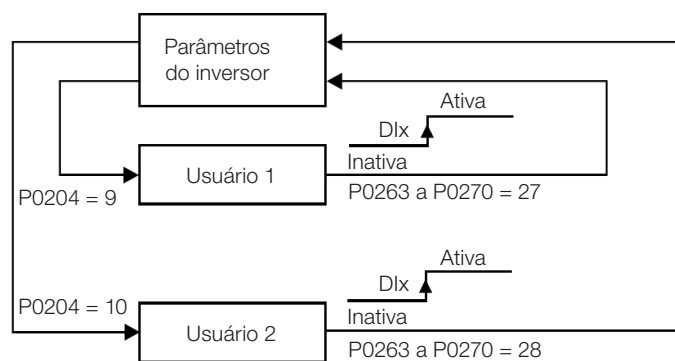 Parâmetros
do inversor
Ativa
DIx
Inativa
Usuário 1
P0204 = 9
P0263 a P0270 = 27
Ativa
DIx
Inativa
P0204 = 10
Usuário 2
P0263 a P0270 = 28